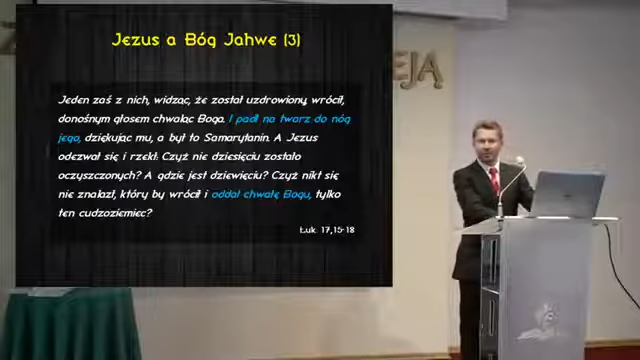 Jezus a Bóg Jahwe (3)
EJĄ
Jeden zaś z nich, widząc, że został uzdrowiony, wrócił,
donośnym głosem chwaląc Boga. I padł na twarz do nóg
jego, dziękując mu, a był to Samarytanin. A Jezus
odezwał się i rzekł: Czyż nie dziesięciu zostało
oczyszczonych? A gdzie jest dziewięciu? Czyż nikt się
nie znalazł, który by wrócił i oddał chwałę Bogu, tylko
ten cudzoziemiec?
Łuk. 17,15-18